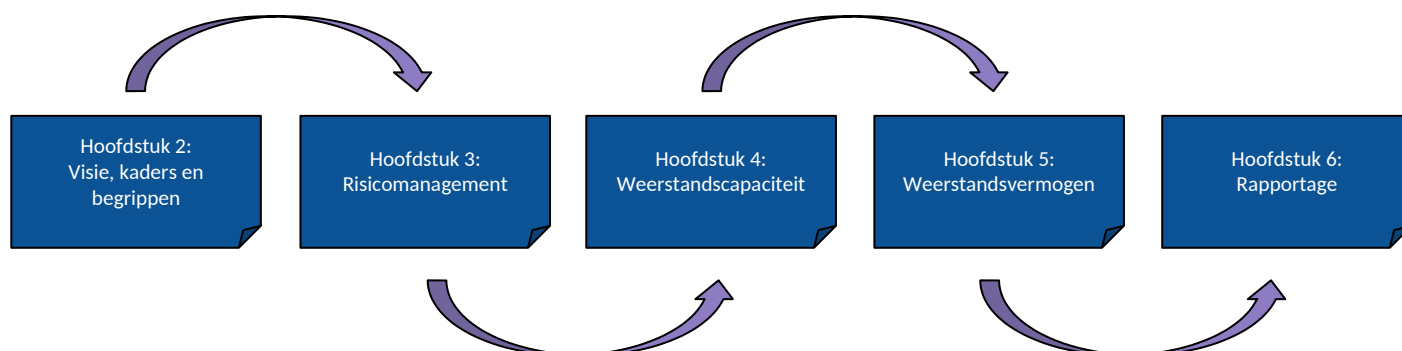 Hoofdstuk 2:
Visie, kaders en
begrippen
Hoofdstuk 3:
Risicomanagement
Hoofdstuk 4:
Weerstandscapaciteit
Hoofdstuk 5:
Weerstandsvermogen
Hoofdstuk 6:
Rapportage